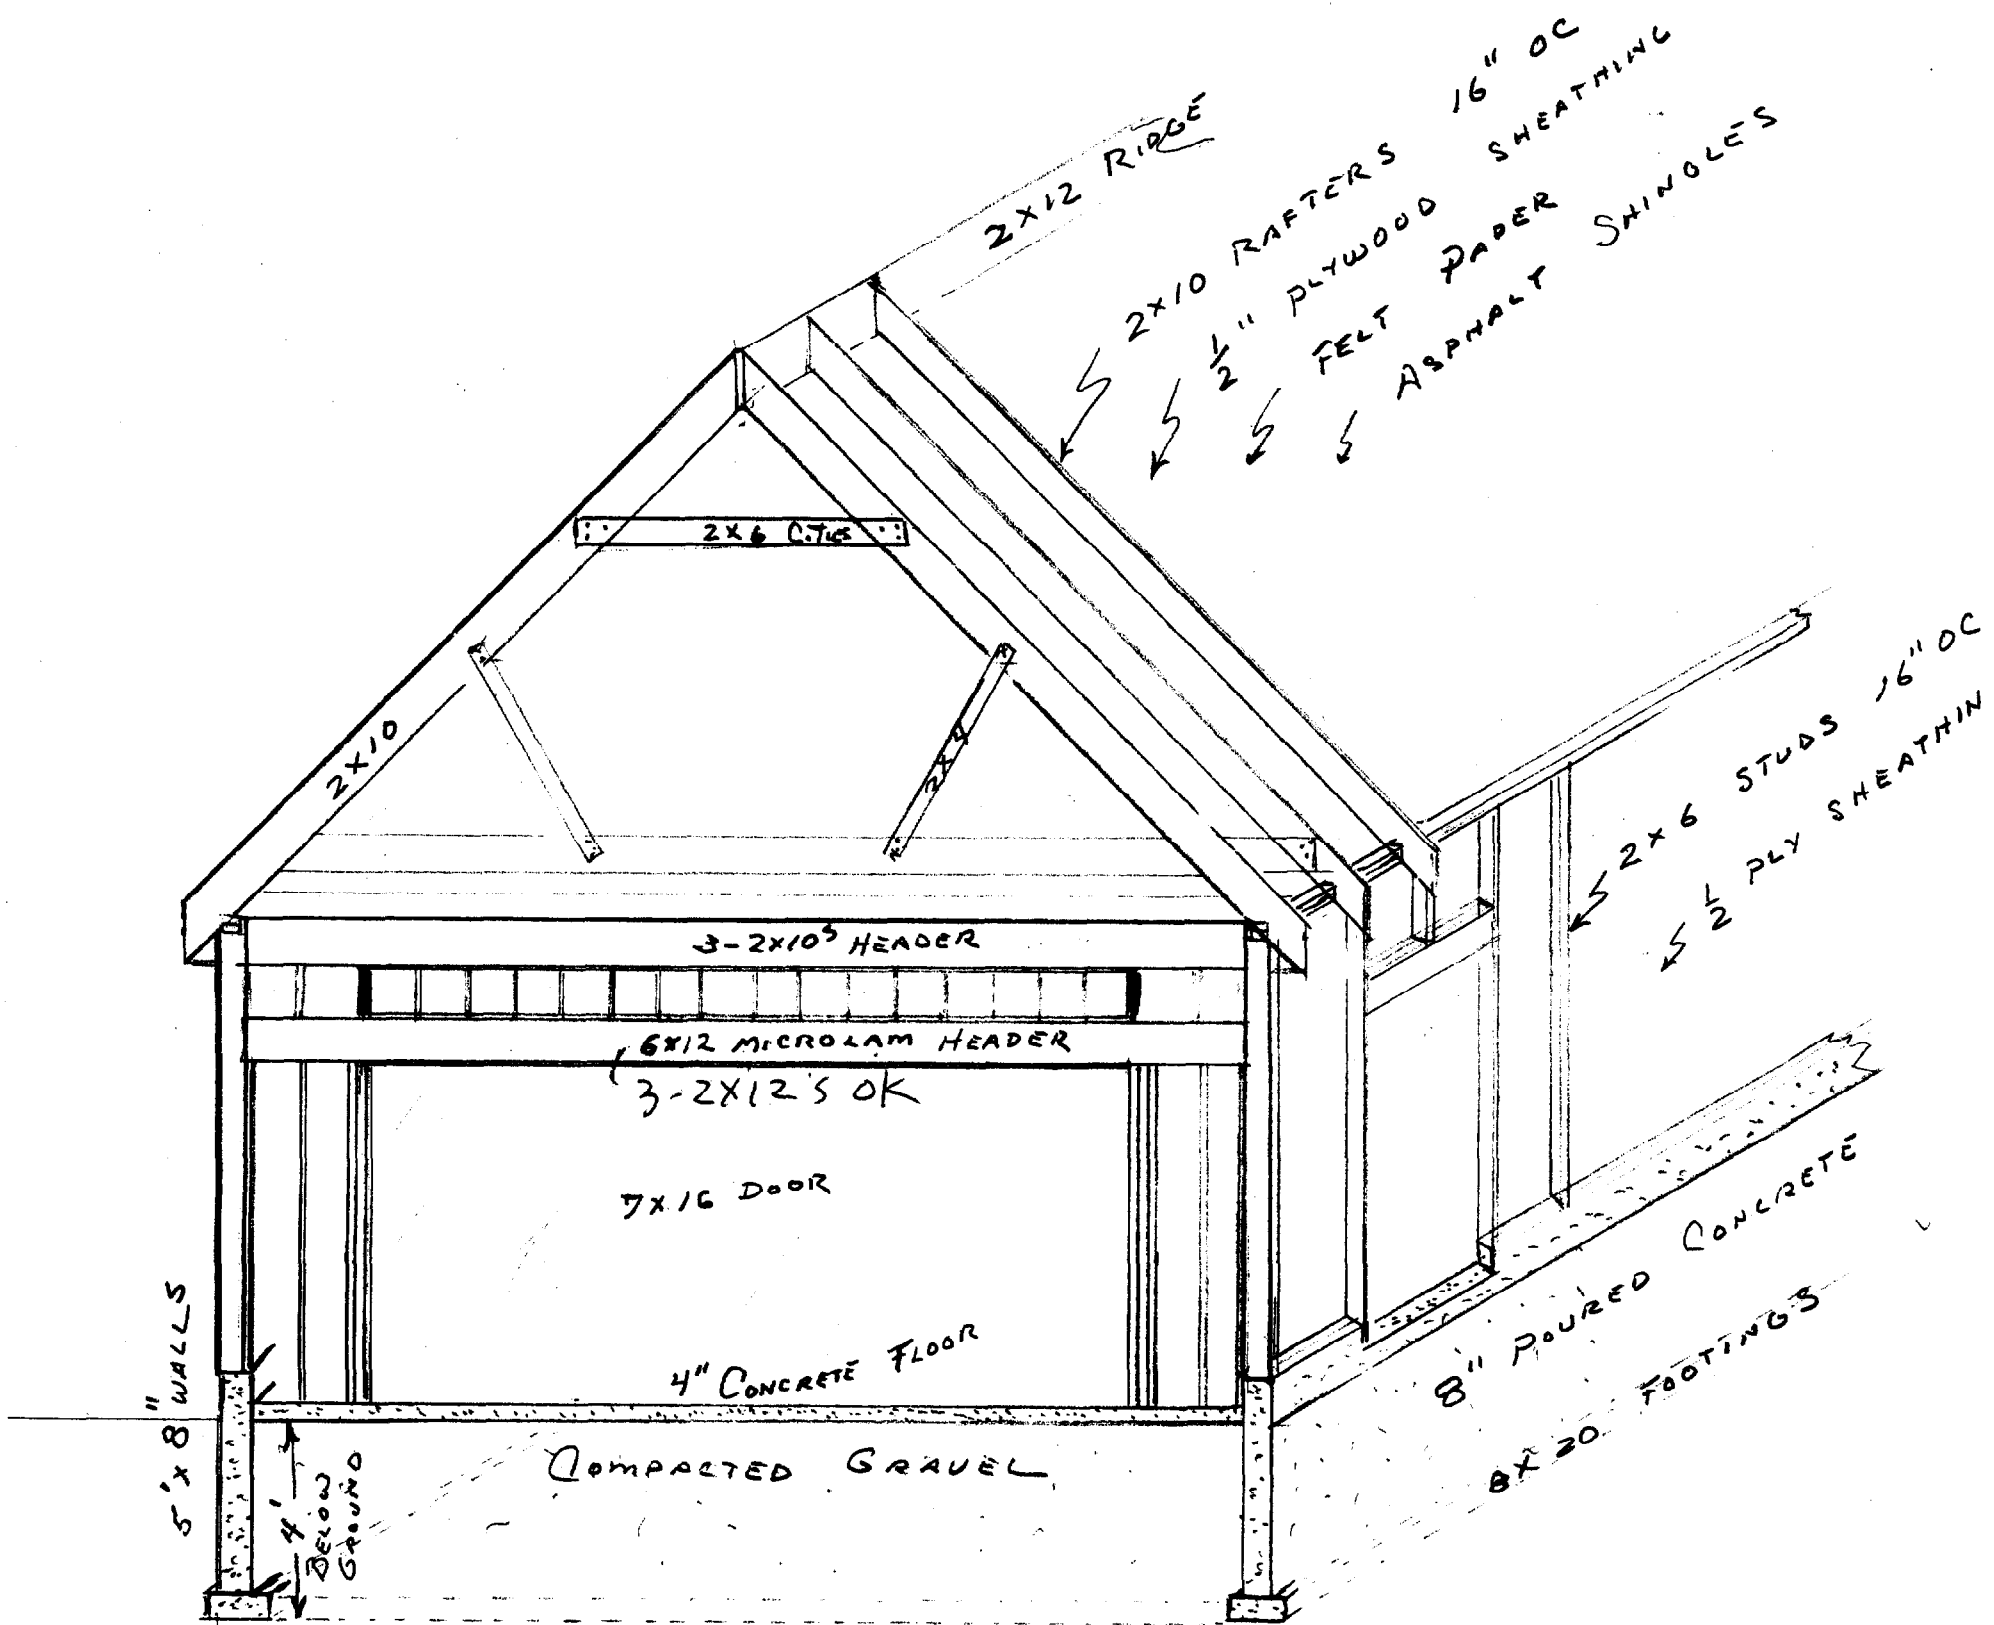 2X12 RIDGE
2X10 RAFTERS 16" OC
1/2" PLYWOOD SHEATHING
FELT PAPER
ASPHALT SHINGLES
2X6 C.TIES
2X10
2X4
2X6 STUDS 16" OC
1/2 PLY SHEATHIN
3-2X10S HEADER
6X12 MICROLAM HEADER
3-2X12'S OK
7X16 DOOR
4" CONCRETE FLOOR
COMPACTED GRAVEL
5' X 8" WALLS
4'
BELOW
GROUND
8" POURED CONCRETE
8X20 FOOTINGS